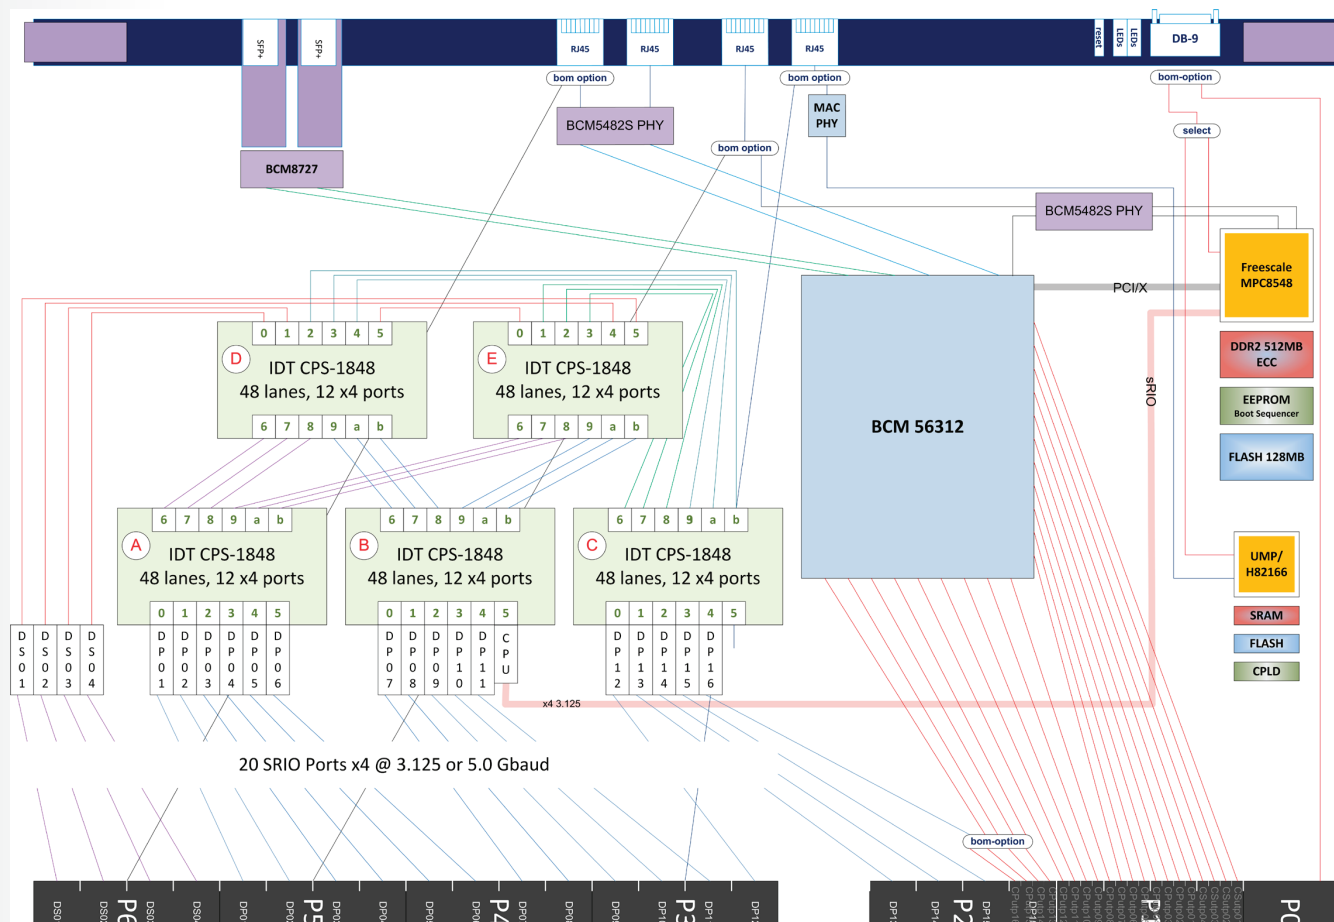 SFP+
SFP+
RJ45
RJ45
RJ45
RJ45
reset
LEDs
LEDs
DB-9
bom option
bom option
bom-option
BCM5482S PHY
MAC
PHY
select
bom option
BCM8727
BCM5482S PHY
Freescale
MPC8548
PCI/X
DDR2 512MB
ECC
EEPROM
Boot Sequencer
FLASH 128MB
sRIO
0 1 2 3 4 5
D
IDT CPS-1848
48 lanes, 12 x4 ports
6 7 8 9 a b
0 1 2 3 4 5
E
IDT CPS-1848
48 lanes, 12 x4 ports
6 7 8 9 a b
BCM 56312
6 7 8 9 a b
A
IDT CPS-1848
48 lanes, 12 x4 ports
0 1 2 3 4 5
6 7 8 9 a b
B
IDT CPS-1848
48 lanes, 12 x4 ports
0 1 2 3 4 5
6 7 8 9 a b
C
IDT CPS-1848
48 lanes, 12 x4 ports
0 1 2 3 4 5
UMP/
H82166
SRAM
FLASH
CPLD
DS01
DS02
DS03
DS04
DP01
DP02
DP03
DP04
DP05
DP06
DP07
DP08
DP09
DP10
DP11
CPU
DP12
DP13
DP14
DP15
DP16
x4 3.125
20 SRIO Ports x4 @ 3.125 or 5.0 Gbaud
bom-option
P6
P5
P4
P3
P2
P1
P0